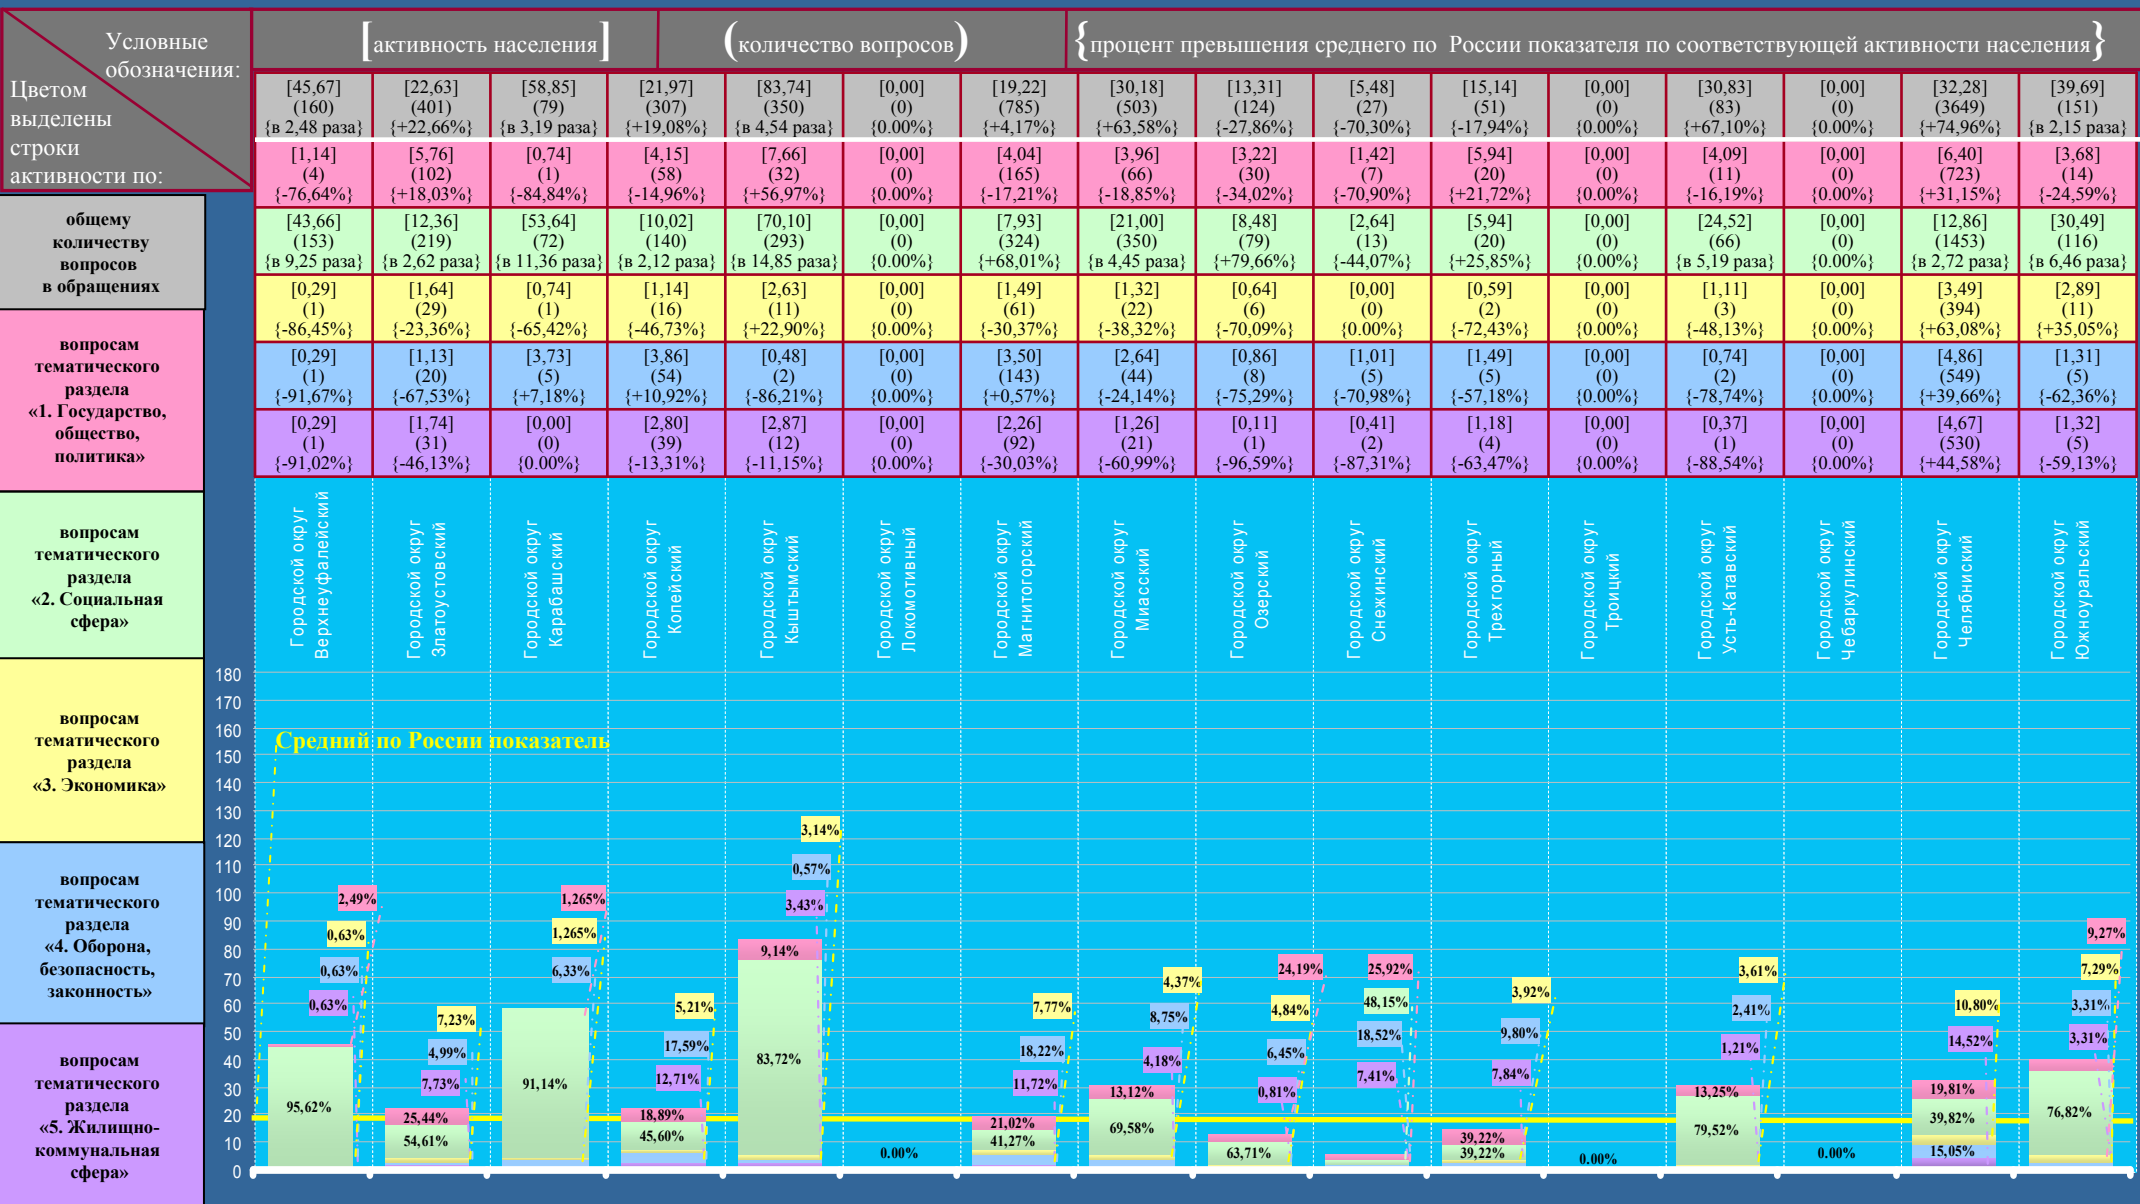 Условные
обозначения:
Цветом
выделены
строки
активности по:
[активность населения]
(количество вопросов)
{процент превышения среднего по России показателя по соответствующей активности населения}
[45,67] [22,63] [58,85] [21,97] [83,74] [0,00] [19,22] [30,18] [13,31] [5,48] [15,14] [0,00] [30,83] [0,00] [32,28] [39,69]
(160) (401) (79) (307) (350) (0) (785) (503) (124) (27) (51) (0) (83) (0) (3649) (151)
{в 2,48 раза} {+22,66%} {в 3,19 раза} {+19,08%} {в 4,54 раза} {0.00%} {+4,17%} {+63,58%} {-27,86%} {-70,30%} {-17,94%} {0.00%} {+67,10%} {0.00%} {+74,96%} {в 2,15 раза}
[1,14] [5,76] [0,74] [4,15] [7,66] [0,00] [4,04] [3,96] [3,22] [1,42] [5,94] [0,00] [4,09] [0,00] [6,40] [3,68]
(4) (102) (1) (58) (32) (0) (165) (66) (30) (7) (20) (0) (11) (0) (723) (14)
{-76,64%} {+18,03%} {-84,84%} {-14,96%} {+56,97%} {0.00%} {-17,21%} {-18,85%} {-34,02%} {-70,90%} {+21,72%} {0.00%} {-16,19%} {0.00%} {+31,15%} {-24,59%}
[43,66] [12,36] [53,64] [10,02] [70,10] [0,00] [7,93] [21,00] [8,48] [2,64] [5,94] [0,00] [24,52] [0,00] [12,86] [30,49]
(153) (219) (72) (140) (293) (0) (324) (350) (79) (13) (20) (0) (66) (0) (1453) (116)
{в 9,25 раза} {в 2,62 раза} {в 11,36 раза} {в 2,12 раза} {в 14,85 раза} {0.00%} {+68,01%} {в 4,45 раза} {+79,66%} {-44,07%} {+25,85%} {0.00%} {в 5,19 раза} {0.00%} {в 2,72 раза} {в 6,46 раза}
[0,29] [1,64] [0,74] [1,14] [2,63] [0,00] [1,49] [1,32] [0,64] [0,00] [0,59] [0,00] [1,11] [0,00] [3,49] [2,89]
(1) (29) (1) (16) (11) (0) (61) (22) (6) (0) (2) (0) (3) (0) (394) (11)
{-86,45%} {-23,36%} {-65,42%} {-46,73%} {+22,90%} {0.00%} {-30,37%} {-38,32%} {-70,09%} {0.00%} {-72,43%} {0.00%} {-48,13%} {0.00%} {+63,08%} {+35,05%}
[0,29] [1,13] [3,73] [3,86] [0,48] [0,00] [3,50] [2,64] [0,86] [1,01] [1,49] [0,00] [0,74] [0,00] [4,86] [1,31]
(1) (20) (5) (54) (2) (0) (143) (44) (8) (5) (5) (0) (2) (0) (549) (5)
{-91,67%} {-67,53%} {+7,18%} {+10,92%} {-86,21%} {0.00%} {+0,57%} {-24,14%} {-75,29%} {-70,98%} {-57,18%} {0.00%} {-78,74%} {0.00%} {+39,66%} {-62,36%}
[0,29] [1,74] [0,00] [2,80] [2,87] [0,00] [2,26] [1,26] [0,11] [0,41] [1,18] [0,00] [0,37] [0,00] [4,67] [1,32]
(1) (31) (0) (39) (12) (0) (92) (21) (1) (2) (4) (0) (1) (0) (530) (5)
{-91,02%} {-46,13%} {0.00%} {-13,31%} {-11,15%} {0.00%} {-30,03%} {-60,99%} {-96,59%} {-87,31%} {-63,47%} {0.00%} {-88,54%} {0.00%} {+44,58%} {-59,13%}
общему
количеству
вопросов
в обращениях
вопросам
тематического
раздела
«1. Государство,
общество,
политика»
вопросам
тематического
раздела
«2. Социальная
сфера»
вопросам
тематического
раздела
«3. Экономика»
вопросам
тематического
раздела
«4. Оборона,
безопасность,
законность»
вопросам
тематического
раздела
«5. Жилищно-
коммунальная
сфера»
Городской округ
Верхнеуфалейский
Городской округ
Златоустовский
Городской округ
Карабашский
Городской округ
Копейский
Городской округ
Кыштымский
Городской округ
Локомотивный
Городской округ
Магнитогорский
Городской округ
Миасский
Городской округ
Озерский
Городской округ
Снежинский
Городской округ
Трехгорный
Городской округ
Троицкий
Городской округ
Усть-Катавский
Городской округ
Чебаркулинский
Городской округ
Челябниский
Городской округ
Южноуральский
180
170
160
150
140
130
120
110
100
90
80
70
60
50
40
30
20
10
0
Средний по России показатель
2,49%
0,63%
0,63%
0,63%
95,62%
7,23%
4,99%
7,73%
25,44%
54,61%
1,265%
1,265%
6,33%
91,14%
5,21%
17,59%
12,71%
18,89%
45,60%
3,14%
0,57%
3,43%
9,14%
83,72%
0.00%
7,77%
18,22%
11,72%
21,02%
41,27%
4,37%
8,75%
4,18%
13,12%
69,58%
24,19%
4,84%
6,45%
0,81%
63,71%
25,92%
48,15%
18,52%
7,41%
3,92%
9,80%
7,84%
39,22%
39,22%
0.00%
3,61%
2,41%
1,21%
13,25%
79,52%
0.00%
10,80%
14,52%
19,81%
39,82%
15,05%
9,27%
7,29%
3,31%
3,31%
76,82%